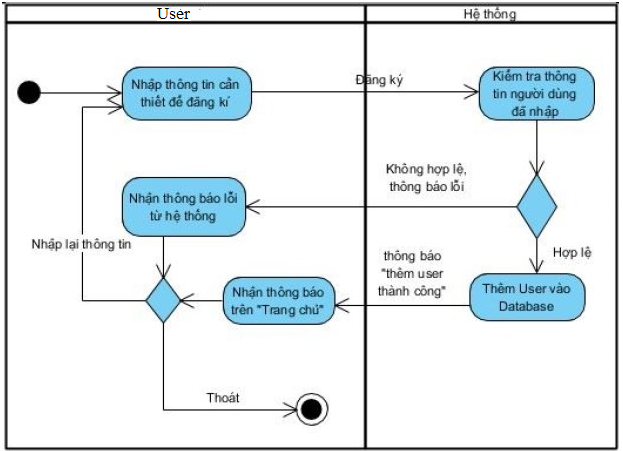 User
Hệ thống
Nhập thông tin cần
thiết để đăng kí
Đăng ký
Kiểm tra thông
tin người dùng
đã nhập
Không hợp lệ,
thông báo lỗi
Nhận thông báo lỗi
từ hệ thống
Nhập lại thông tin
Hợp lệ
thông báo
"thêm user
thành công"
Nhận thông báo
trên "Trang chủ"
Thêm User vào
Database
Thoát